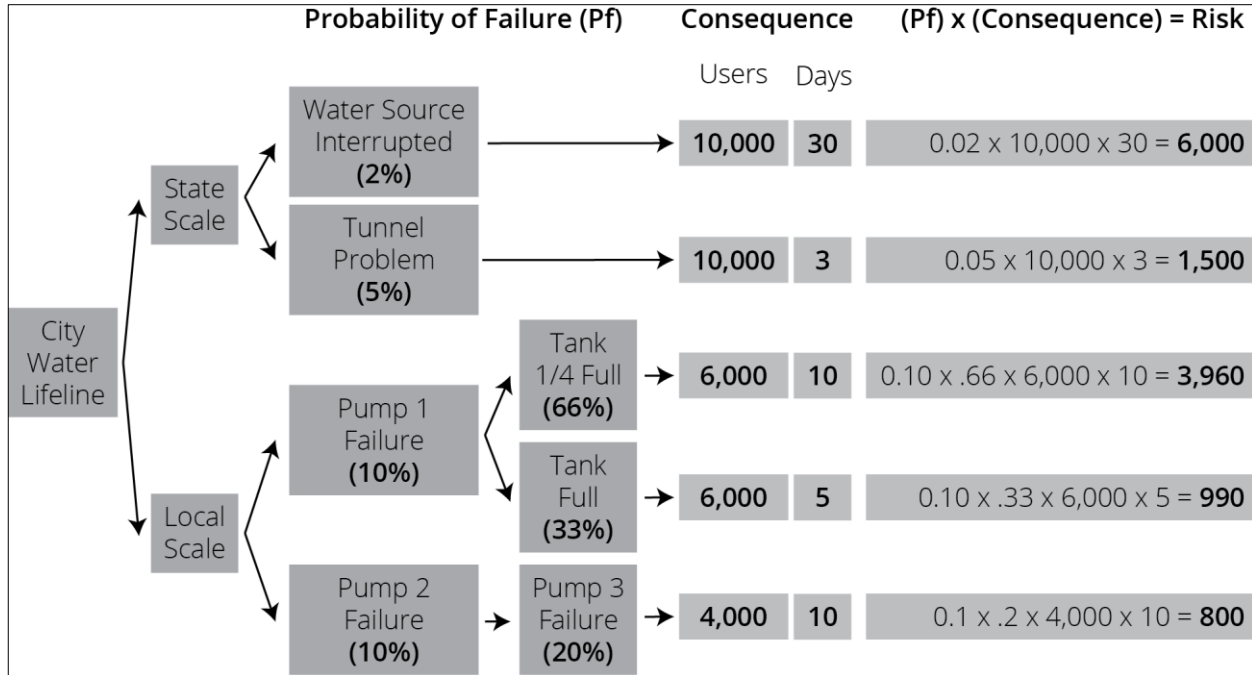 Probability of Failure (Pf)
Consequence
(Pf) x (Consequence) = Risk
Users
Days
City
Water
Lifeline
State
Scale
Water Source
Interrupted
(2%)
10,000
30
0.02 x 10,000 x 30 = 6,000
Tunnel
Problem
(5%)
10,000
3
0.05 x 10,000 x 3 = 1,500
Local
Scale
Pump 1
Failure
(10%)
Tank
1/4 Full
(66%)
6,000
10
0.10 x .66 x 6,000 x 10 = 3,960
Tank
Full
(33%)
6,000
5
0.10 x .33 x 6,000 x 5 = 990
Pump 2
Failure
(10%)
Pump 3
Failure
(20%)
4,000
10
0.1 x .2 x 4,000 x 10 = 800